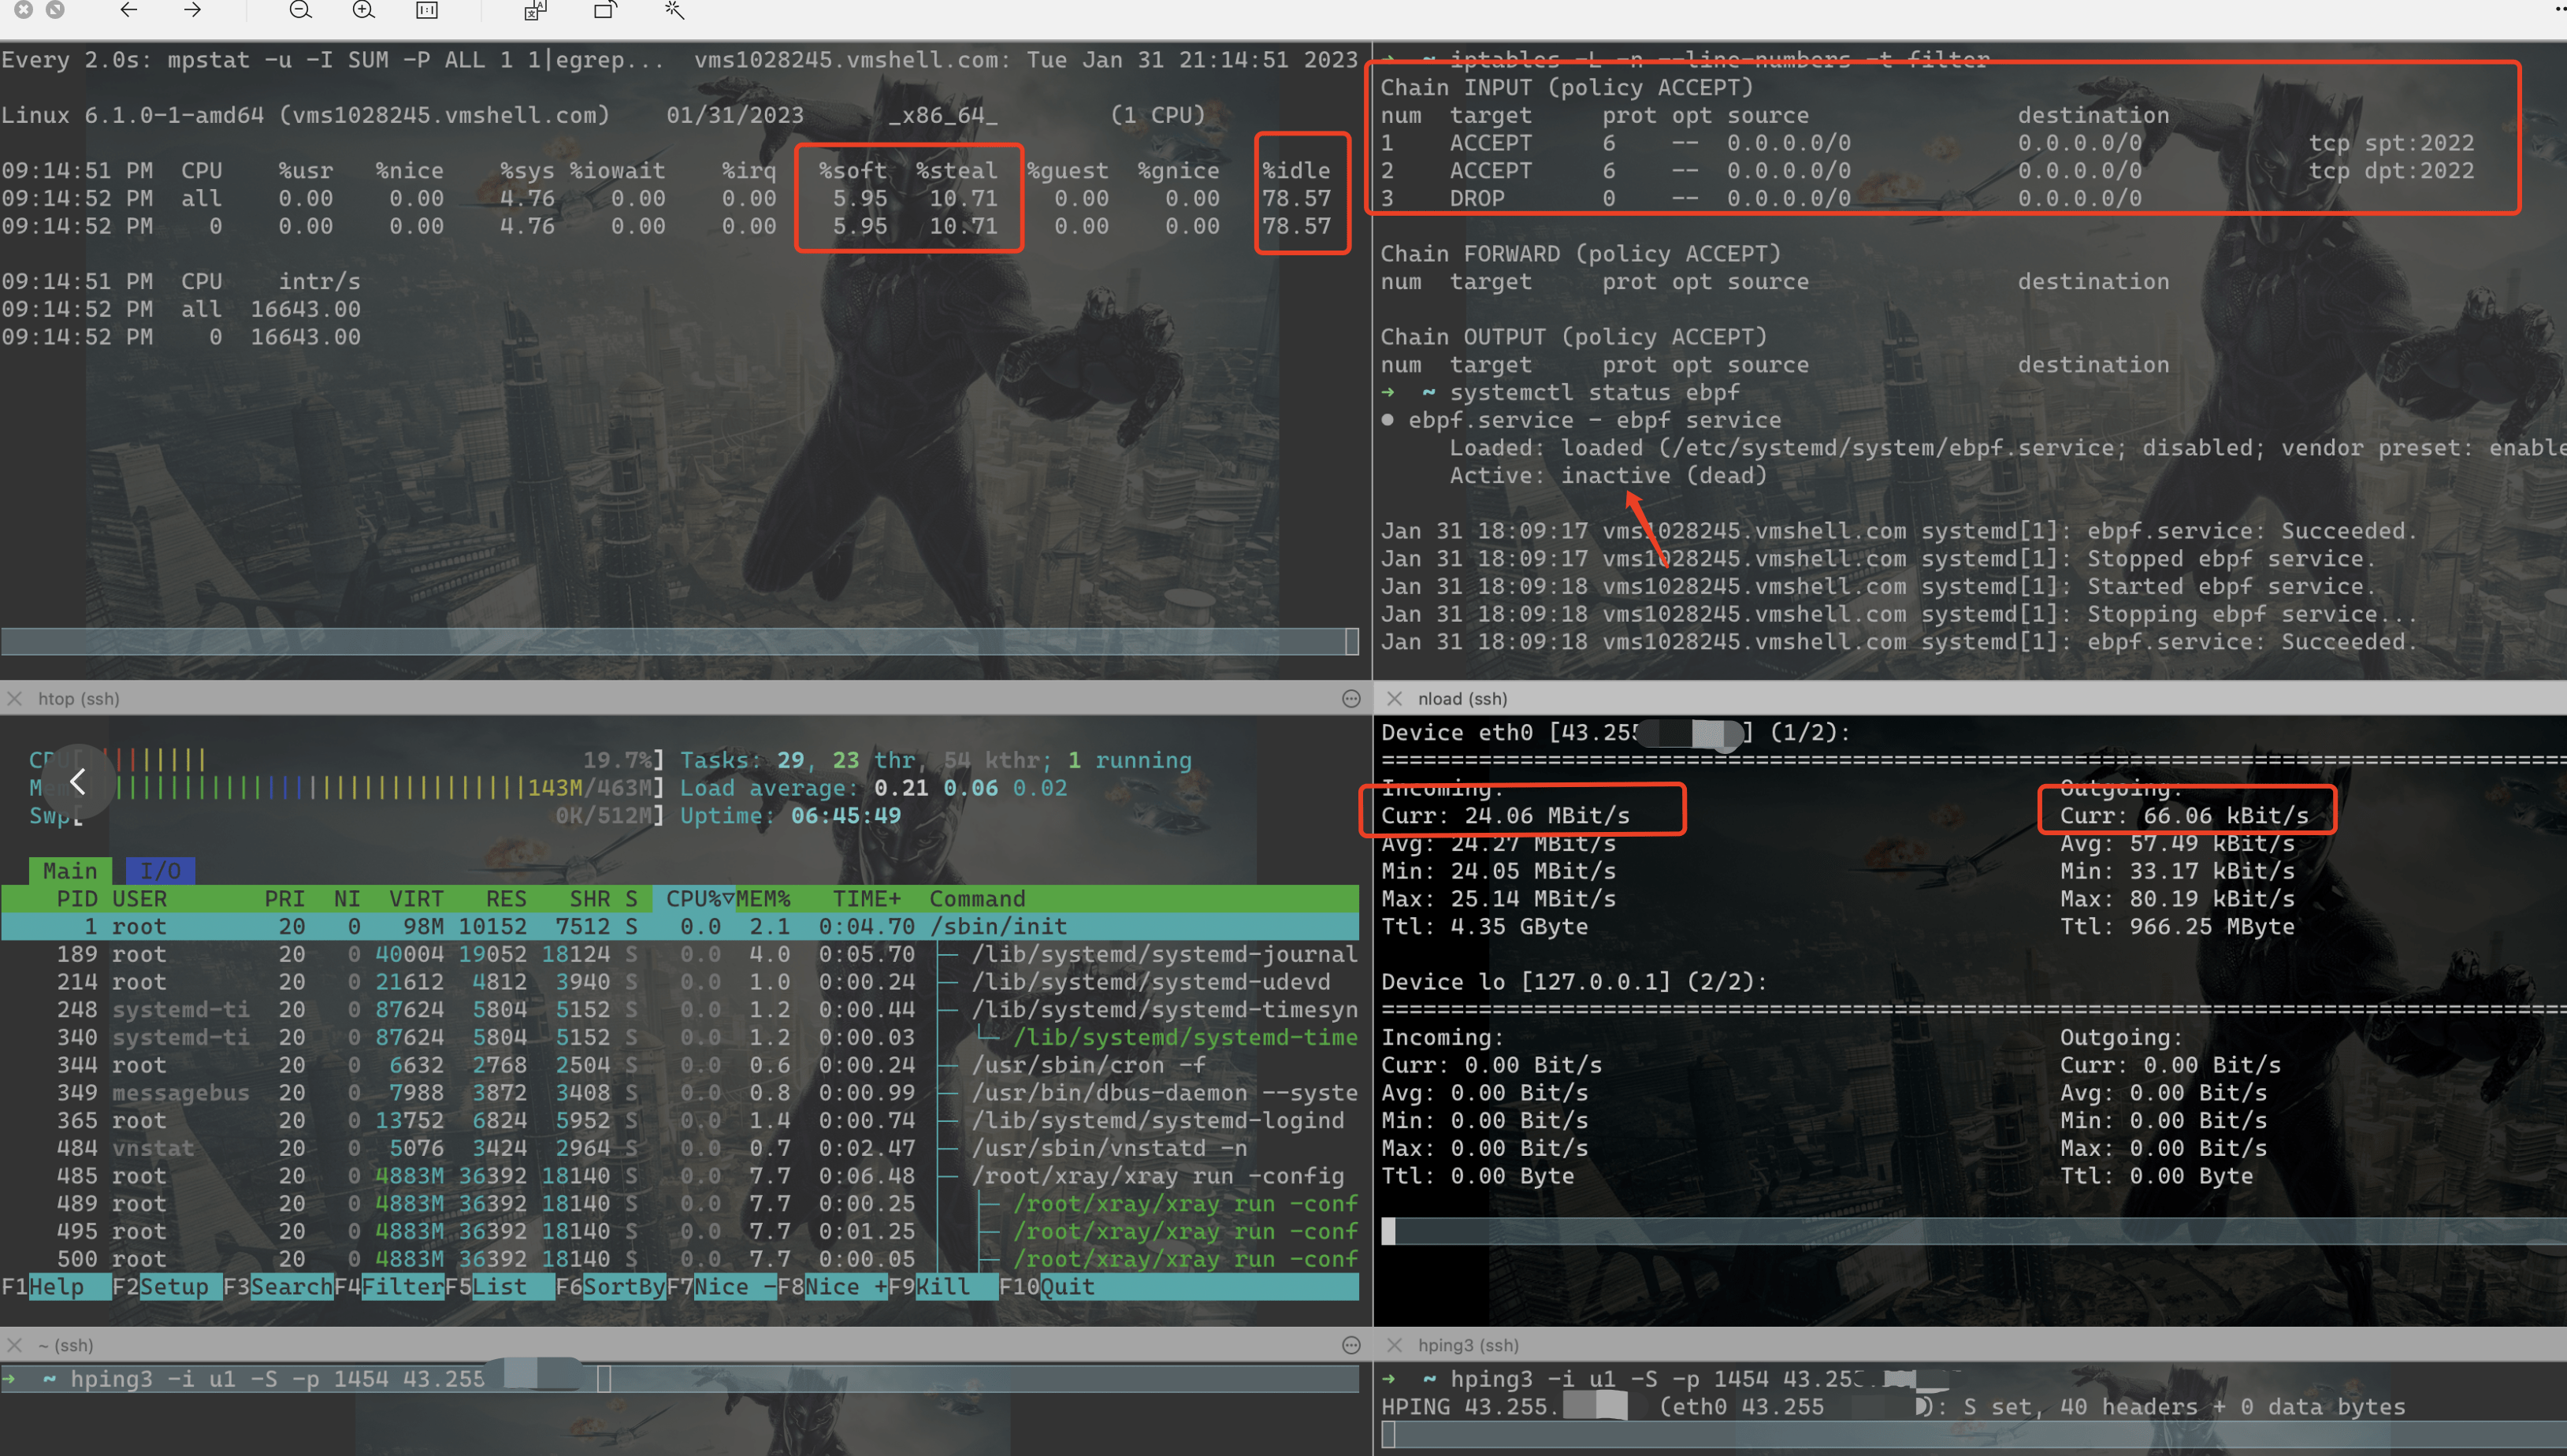 Every 2.0s: mpstat -u -I SUM -P ALL 1 1|egrep...  vms1028245.vmshell.com: Tue Jan 31 21:14:51 2023
Linux 6.1.0-1-amd64 (vms1028245.vmshell.com)    01/31/2023      _x86_64_        (1 CPU)
09:14:51 PM  CPU    %usr   %nice    %sys %iowait    %irq   %soft  %steal  %guest  %gnice   %idle
09:14:52 PM  all    0.00    0.00    4.76    0.00    0.00    5.95   10.71    0.00    0.00   78.57
09:14:52 PM    0    0.00    0.00    4.76    0.00    0.00    5.95   10.71    0.00    0.00   78.57
09:14:51 PM  CPU    intr/s
09:14:52 PM  all  16643.00
09:14:52 PM    0  16643.00
➜  ~ iptables -L -n --line-numbers -t filter
Chain INPUT (policy ACCEPT)
num  target     prot opt source               destination
1    ACCEPT     6    --  0.0.0.0/0            0.0.0.0/0            tcp spt:2022
2    ACCEPT     6    --  0.0.0.0/0            0.0.0.0/0            tcp dpt:2022
3    DROP       0    --  0.0.0.0/0            0.0.0.0/0
Chain FORWARD (policy ACCEPT)
num  target     prot opt source               destination
Chain OUTPUT (policy ACCEPT)
num  target     prot opt source               destination
➜  ~ systemctl status ebpf
● ebpf.service - ebpf service
Loaded: loaded (/etc/systemd/system/ebpf.service; disabled; vendor preset: enable
Active: inactive (dead)
Jan 31 18:09:17 vms1028245.vmshell.com systemd[1]: ebpf.service: Succeeded.
Jan 31 18:09:17 vms1028245.vmshell.com systemd[1]: Stopped ebpf service.
Jan 31 18:09:18 vms1028245.vmshell.com systemd[1]: Started ebpf service.
Jan 31 18:09:18 vms1028245.vmshell.com systemd[1]: Stopping ebpf service...
Jan 31 18:09:18 vms1028245.vmshell.com systemd[1]: ebpf.service: Succeeded.
htop (ssh)
CPU[ 19.7%] Tasks: 29, 23 thr, 54 kthr; 1 running
Mem 143M/463M] Load average: 0.21 0.06 0.02
Swp[ 0K/512M] Uptime: 06:45:49
Main  I/O
PID USER       PRI  NI  VIRT   RES   SHR S  CPU%▽MEM%   TIME+  Command
1 root        20   0   98M 10152  7512 S   0.0  2.1  0:04.70 /sbin/init
189 root        20   0 40004 19052 18124 S   0.0  4.0  0:05.70 ├─ /lib/systemd/systemd-journal
214 root        20   0 21612  4812  3940 S   0.0  1.0  0:00.24 ├─ /lib/systemd/systemd-udevd
248 systemd-ti  20   0 87624  5804  5152 S   0.0  1.2  0:00.44 ├─ /lib/systemd/systemd-timesyn
340 systemd-ti  20   0 87624  5804  5152 S   0.0  1.2  0:00.03 │  └─ /lib/systemd/systemd-time
344 root        20   0  6632  2768  2504 S   0.0  0.6  0:00.24 ├─ /usr/sbin/cron -f
349 messagebus  20   0  7988  3872  3408 S   0.0  0.8  0:00.99 ├─ /usr/bin/dbus-daemon --syste
365 root        20   0 13752  6824  5952 S   0.0  1.4  0:00.74 ├─ /lib/systemd/systemd-logind
484 vnstat      20   0  5076  3424  2964 S   0.0  0.7  0:02.47 ├─ /usr/sbin/vnstatd -n
485 root        20   0 4883M 36392 18140 S   0.0  7.7  0:06.48 ├─ /root/xray/xray run -config
489 root        20   0 4883M 36392 18140 S   0.0  7.7  0:00.25 │  ├─ /root/xray/xray run -conf
495 root        20   0 4883M 36392 18140 S   0.0  7.7  0:01.25 │  ├─ /root/xray/xray run -conf
500 root        20   0 4883M 36392 18140 S   0.0  7.7  0:00.05 │  ├─ /root/xray/xray run -conf
F1Help  F2Setup F3SearchF4FilterF5List  F6SortByF7Nice -F8Nice +F9Kill  F10Quit
nload (ssh)
Device eth0 [43.255 ] (1/2):
================================================================================
Incoming: Outgoing:
Curr: 24.06 MBit/s Curr: 66.06 kBit/s
Avg: 24.27 MBit/s Avg: 57.49 kBit/s
Min: 24.05 MBit/s Min: 33.17 kBit/s
Max: 25.14 MBit/s Max: 80.19 kBit/s
Ttl: 4.35 GByte Ttl: 966.25 MByte
Device lo [127.0.0.1] (2/2):
================================================================================
Incoming: Outgoing:
Curr: 0.00 Bit/s Curr: 0.00 Bit/s
Avg: 0.00 Bit/s Avg: 0.00 Bit/s
Min: 0.00 Bit/s Min: 0.00 Bit/s
Max: 0.00 Bit/s Max: 0.00 Bit/s
Ttl: 0.00 Byte Ttl: 0.00 Byte
~ (ssh)
➜  ~ hping3 -i u1 -S -p 1454 43.255
hping3 (ssh)
➜  ~ hping3 -i u1 -S -p 1454 43.255
HPING 43.255. (eth0 43.255 ): S set, 40 headers + 0 data bytes